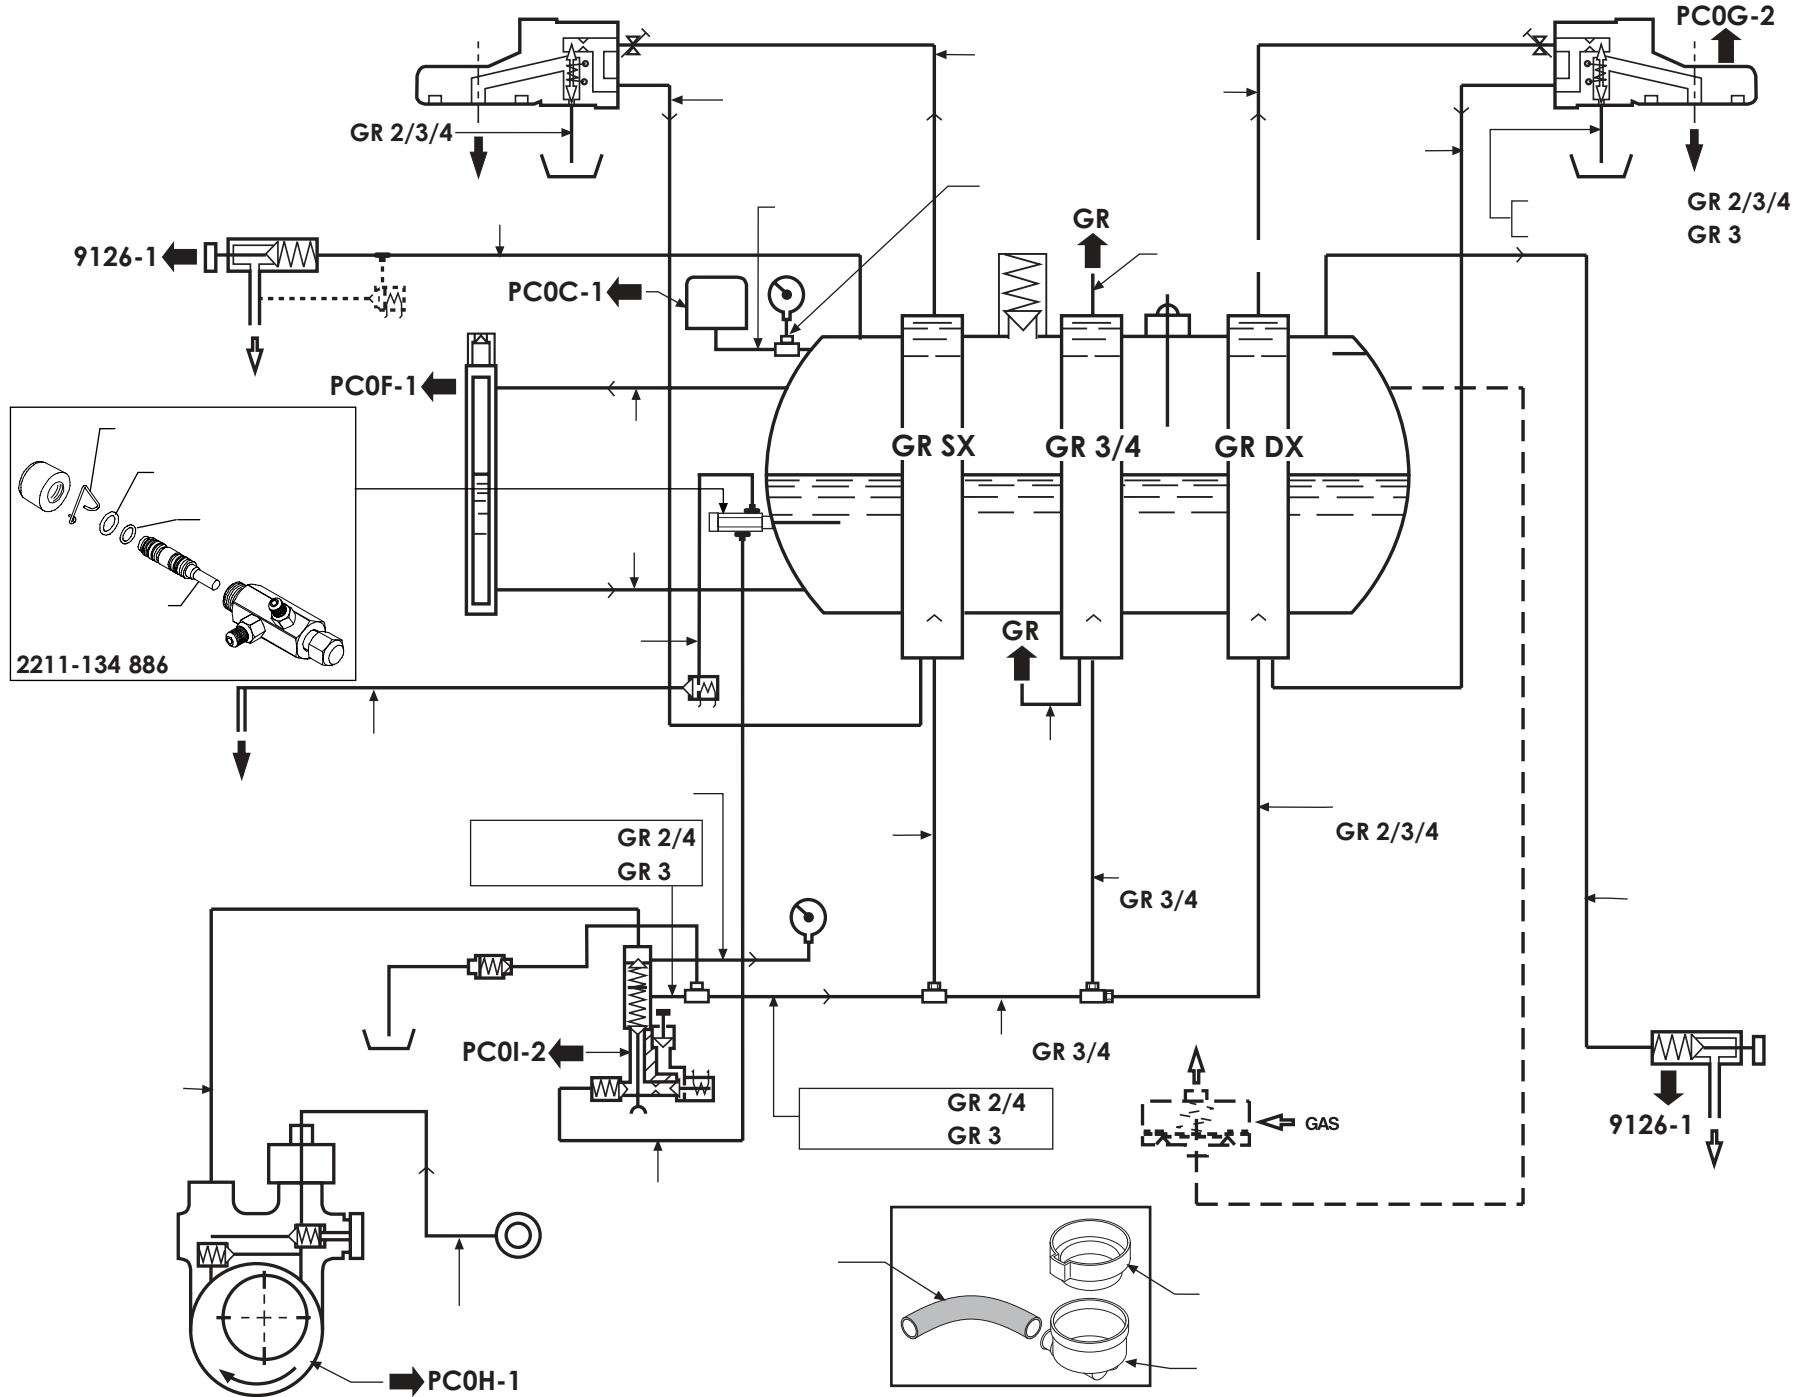 PC0G-2
GR 2/3/4
GR 2/3/4
GR 3
GR
9126-1
PC0C-1
PC0F-1
GR SX
GR 3/4
GR DX
GR
2211-134 886
GR 2/4
GR 3
GR 2/3/4
GR 3/4
PC0I-2
GR 3/4
GR 2/4
GR 3
GAS
9126-1
PC0H-1